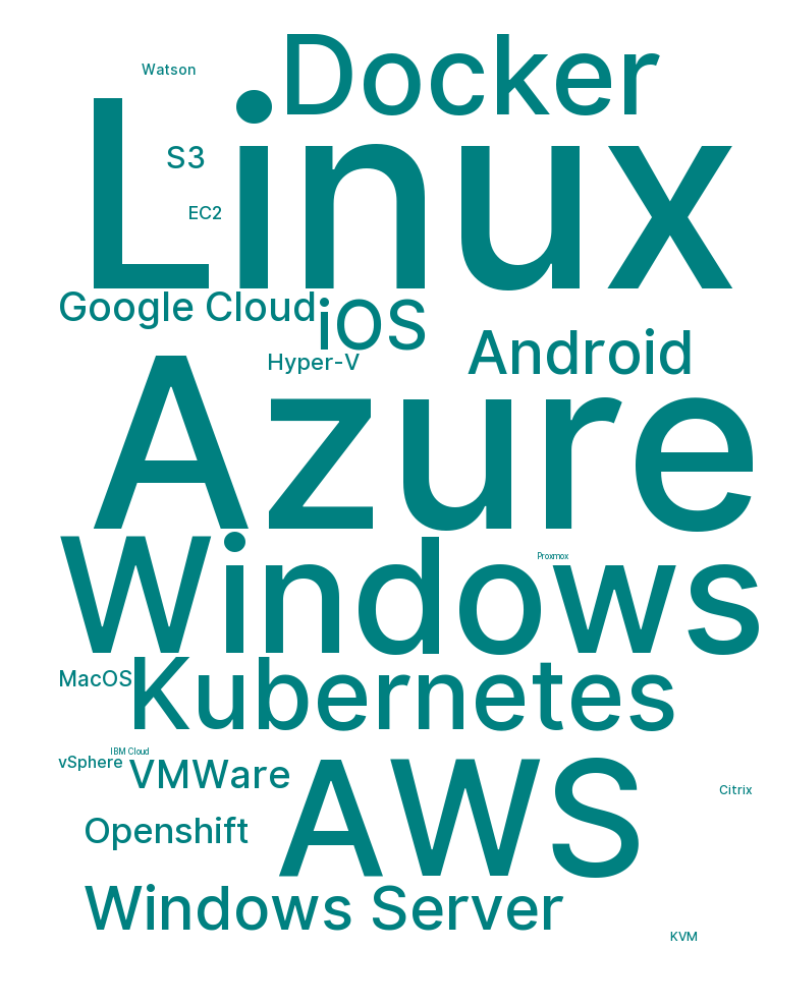 Docker
Watson
Linux
S3
EC2
Google Cloud
iOS
Android
Hyper-V
Azure
Windows
Proxmox
MacOS
Kubernetes
IBM Cloud
vSphere
VMWare
AWS
Citrix
Openshift
Windows Server
KVM